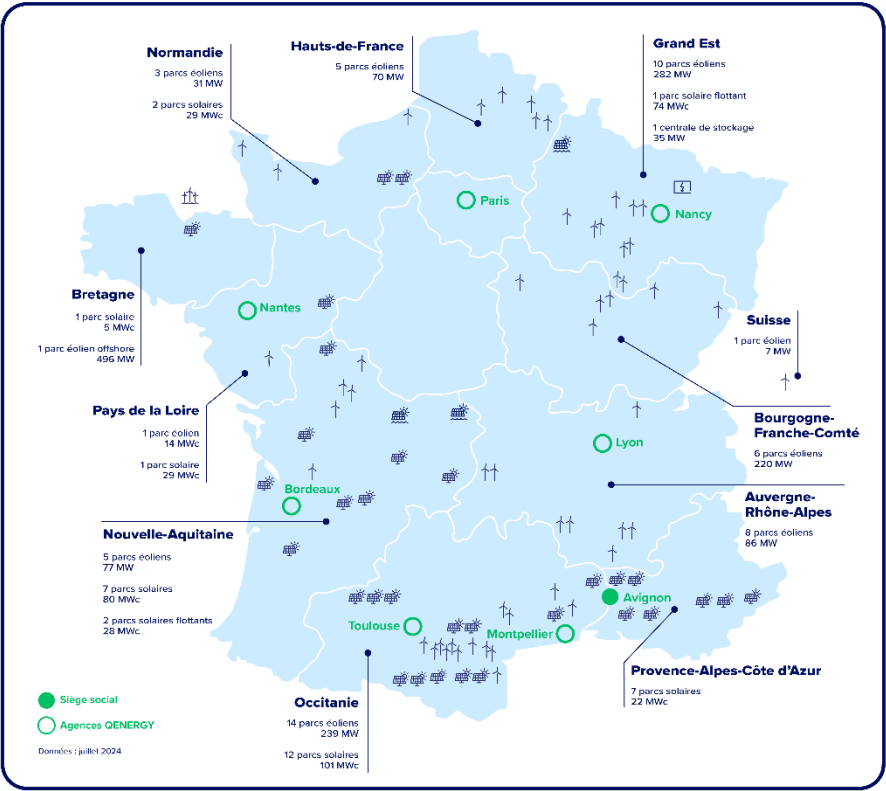 Normandie
3 parcs éoliens
31 MW
2 parcs solaires
29 MWc
Hauts-de-France
5 parcs éoliens
70 MW
Grand Est
10 parcs éoliens
282 MW
1 parc solaire flottant
74 MWc
1 centrale de stockage
35 MW
Paris
Nancy
Bretagne
1 parc solaire
5 MWc
1 parc éolien offshore
496 MW
Nantes
Suisse
1 parc éolien
7 MW
Pays de la Loire
1 parc éolien
14 MWc
1 parc solaire
29 MWc
Bourgogne-
Franche-Comté
6 parcs éoliens
220 MW
Lyon
Bordeaux
Auvergne-
Rhône-Alpes
8 parcs éoliens
86 MW
Nouvelle-Aquitaine
5 parcs éoliens
77 MW
7 parcs solaires
80 MWc
2 parcs solaires flottants
28 MWc
Avignon
Toulouse
Montpellier
Provence-Alpes-Côte d'Azur
7 parcs solaires
22 MWc
Occitanie
14 parcs éoliens
239 MW
12 parcs solaires
101 MWc
Siège social
Agences QENERGY
Données : juillet 2024